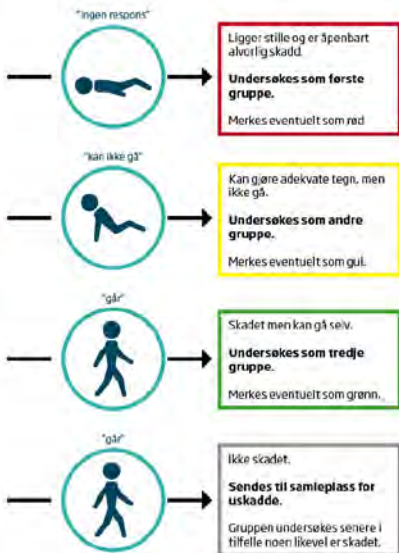 "ingen respons"
Ligger stille og er åpenbart
alvorlig skadd.
Undersøkes som første
gruppe.
Merkes eventuelt som rød
"kan ikke gå"
Kan gjøre adekvate tegn, men
ikke gå.
Undersøkes som andre
gruppe.
Merkes eventuelt som gul.
"går"
Skadet men kan gå selv.
Undersøkes som tredje
gruppe.
Merkes eventuelt som grønn.
"går"
Ikke skadet.
Sendes til samleplass for
uskadde.
Gruppen undersøkes senere i
tilfelle noen likevel er skadet.